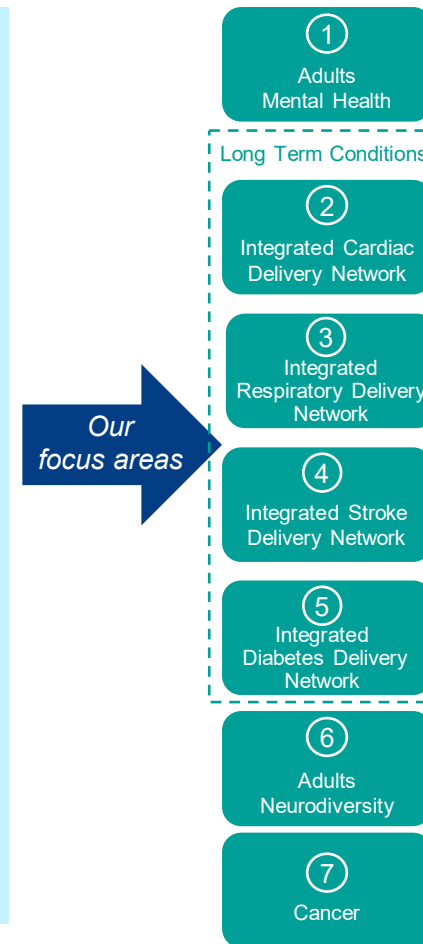 1
Adults
Mental Health
Long Term Conditions
2
Integrated Cardiac
Delivery Network
3
Integrated
Respiratory Delivery
Network
Our
focus areas
4
Integrated Stroke
Delivery Network
5
Integrated
Diabetes Delivery
Network
6
Adults
Neurodiversity
7
Cancer